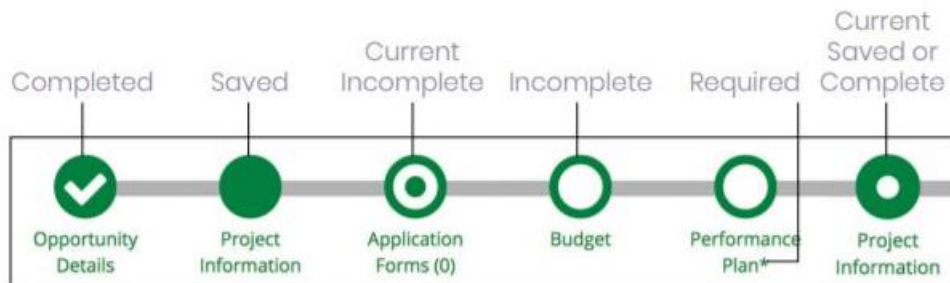 Current
Current Saved or
Completed Saved Incomplete Incomplete Required Complete
Opportunity Project Application Budget Performance Project
Details Information Forms (0) Plan* Information